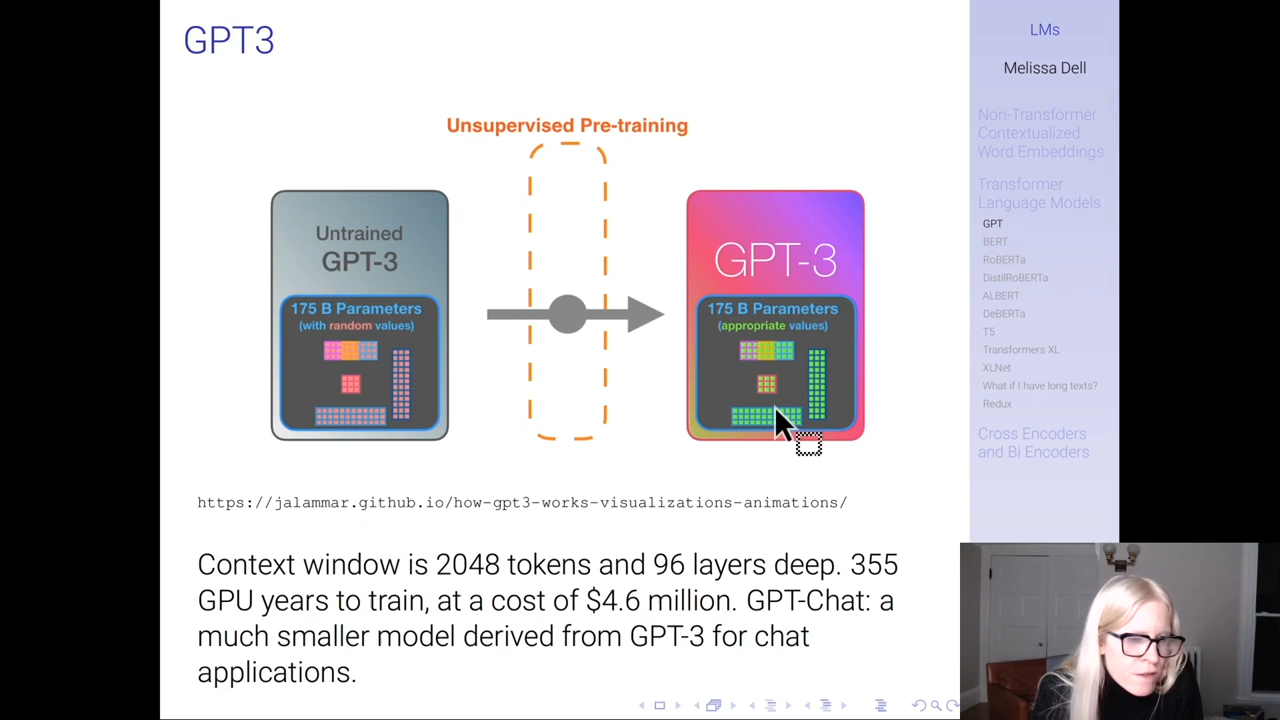 GPT3
Unsupervised Pre-training
Untrained
GPT-3
175 B Parameters
(with random values)
GPT-3
175 B Parameters
(appropriate values)
https://jalammar.github.io/how-gpt3-works-visualizations-animations/
Context window is 2048 tokens and 96 layers deep. 355
GPU years to train, at a cost of $4.6 million. GPT-Chat: a
much smaller model derived from GPT-3 for chat
applications.
LMs
Melissa Dell
Non-Transformer
Contextualized
Word Embeddings
Transformer
Language Models
GPT
BERT
RoBERTa
DistilRoBERTa
ALBERT
DeBERTa
T5
Transformers XL
XLNet
What if I have long texts?
Redux
Cross Encoders
and Bi Encoders